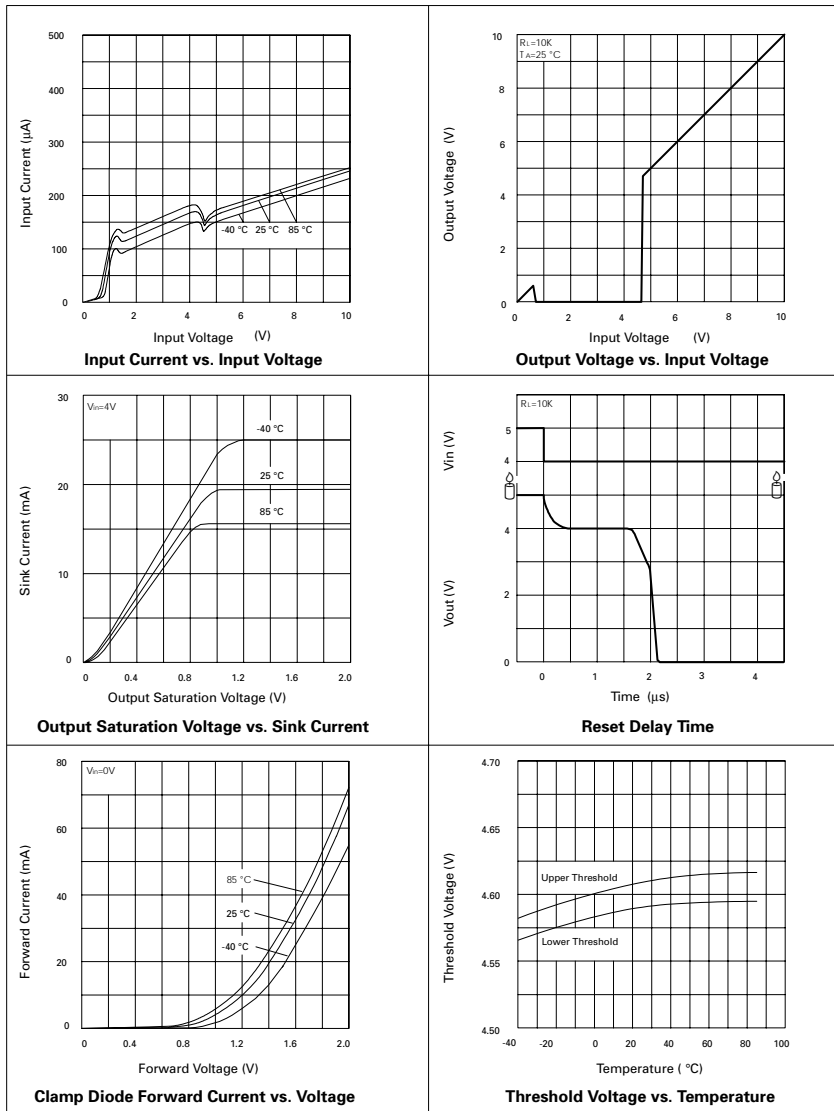 500
400
300
200
100
0
Input Current (µA)
-40 °C 25 °C 85 °C
0 2 4 6 8 10
Input Voltage (V)
Input Current vs. Input Voltage
RL=10K
TA=25 °C
10
8
6
4
2
0
Output Voltage (V)
0 2 4 6 8 10
Input Voltage (V)
Output Voltage vs. Input Voltage
Vin=4V
30
20
10
0
Sink Current (mA)
-40 °C
25 °C
85 °C
0 0.4 0.8 1.2 1.6 2.0
Output Saturation Voltage (V)
Output Saturation Voltage vs. Sink Current
RL=10K
5
4
Vin (V)
4
2
0
Vout (V)
0 1 2 3 4
Time (µs)
Reset Delay Time
Vin=0V
80
60
40
20
0
Forward Current (mA)
85 °C
25 °C
-40 °C
0 0.4 0.8 1.2 1.6 2.0
Forward Voltage (V)
Clamp Diode Forward Current vs. Voltage
4.70
4.65
4.60
4.55
4.50
Threshold Voltage (V)
Upper Threshold
Lower Threshold
-40 -20 0 20 40 60 80 100
Temperature ( °C)
Threshold Voltage vs. Temperature